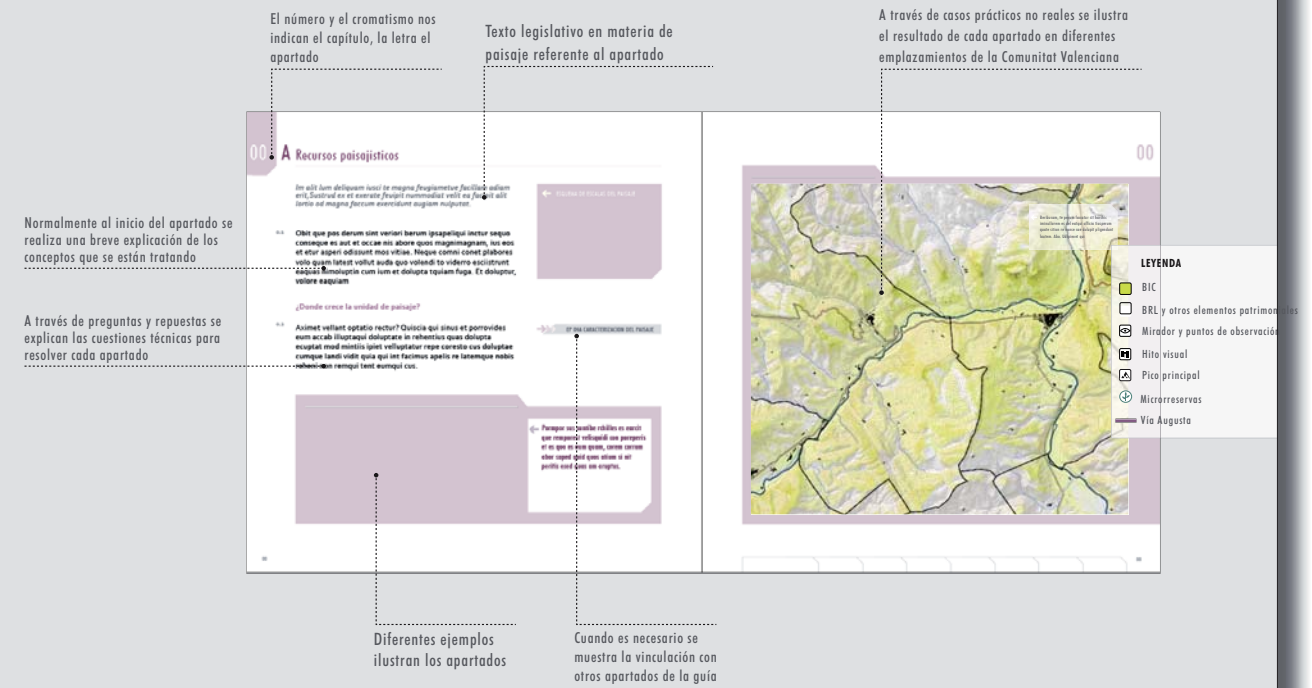 El número y el cromatismo nos
indican el capítulo, la letra el
apartado
Texto legislativo en materia de
paisaje referente al apartado
A través de casos prácticos no reales se ilustra
el resultado de cada apartado en diferentes
emplazamientos de la Comunitat Valenciana
Normalmente al inicio del apartado se
realiza una breve explicación de los
conceptos que se están tratando
A través de preguntas y repuestas se
explican las cuestiones técnicas para
resolver cada apartado
00 A Recursos paisajísticos
Im alit lum deliquam iusci te magna feugiametue facillam adiam
erit, Sustrud ex et exerate feuipit nummodiat velit ea facipit alit
lortio od magna faccum exercidunt augiam nulputat.
Obit que pos derum sint veriori berum ipsapeliqui inctur sequo
conseque es aut et occae nis abore quos magnimagnam, ius eos
et etur asperi odissunt mos vitiae. Neque comni conet plabores
volo quam latest vollut auda quo volendi to viderro esciistrunt
eaquias simoluptin cum ium et dolupta tquiam fuga. Et doluptur,
volore eaquiam
¿Donde crece la unidad de paisaje?
Aximet vellant optatio rectur? Quiscia qui sinus et porrovides
eum accab illuptaqui doluptate in rehentius quas dolupta
ecuptat mod mintiis ipiet velluptatur repe coresto cus doluptae
cumque landi vidit quia qui int facimus apelis re latemque nobis
reheni con remqui tent eumqui cus.
EP 04A CARACTERIZACION DEL PAISAJE
00
LEYENDA
BIC
BRL y otros elementos patrimoniales
Mirador y puntos de observación
Hito visual
Pico principal
Microrreservas
Vía Augusta
Diferentes ejemplos
ilustran los apartados
Cuando es necesario se
muestra la vinculación con
otros apartados de la guía